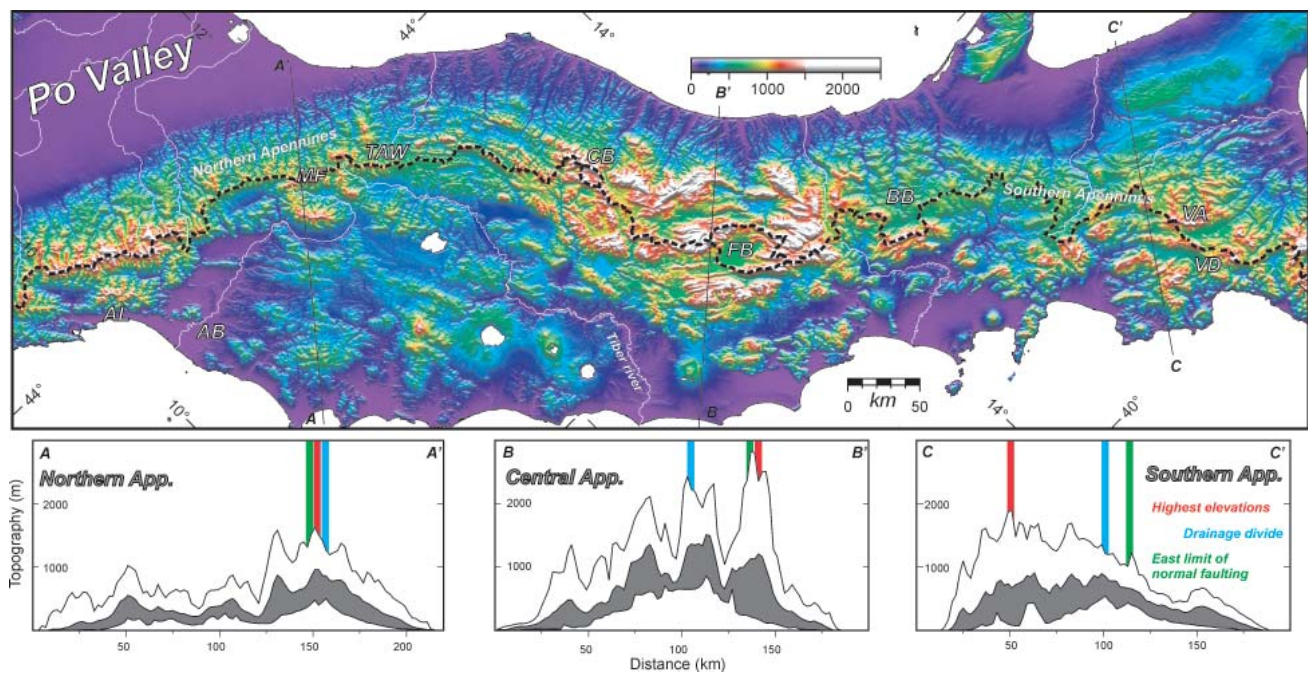 12°
44°
14°
C'
Po Valley
A'
0 1000 2000
B'
Northern Apennines
TAW
MF
CB
BB
Southern Apennines
VA
FB
VD
AL
AB
Tiber river
0 50
km
C
44°
10°
A
B
14°
40°
A A'
Northern App.
B B'
Central App.
C C'
Southern App.
Highest elevations
Drainage divide
East limit of
normal faulting
Topography (m)
2000
1000
2000
1000
2000
1000
50 100 150 200
50 100 150
50 100 150
Distance (km)